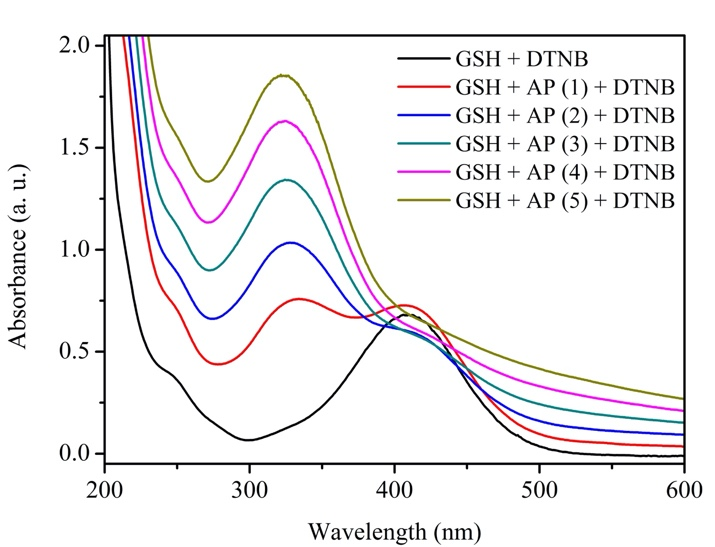 2.0
1.5
1.0
0.5
0.0
Absorbance (a. u.)
GSH + DTNB
GSH + AP (1) + DTNB
GSH + AP (2) + DTNB
GSH + AP (3) + DTNB
GSH + AP (4) + DTNB
GSH + AP (5) + DTNB
200 300 400 500 600
Wavelength (nm)